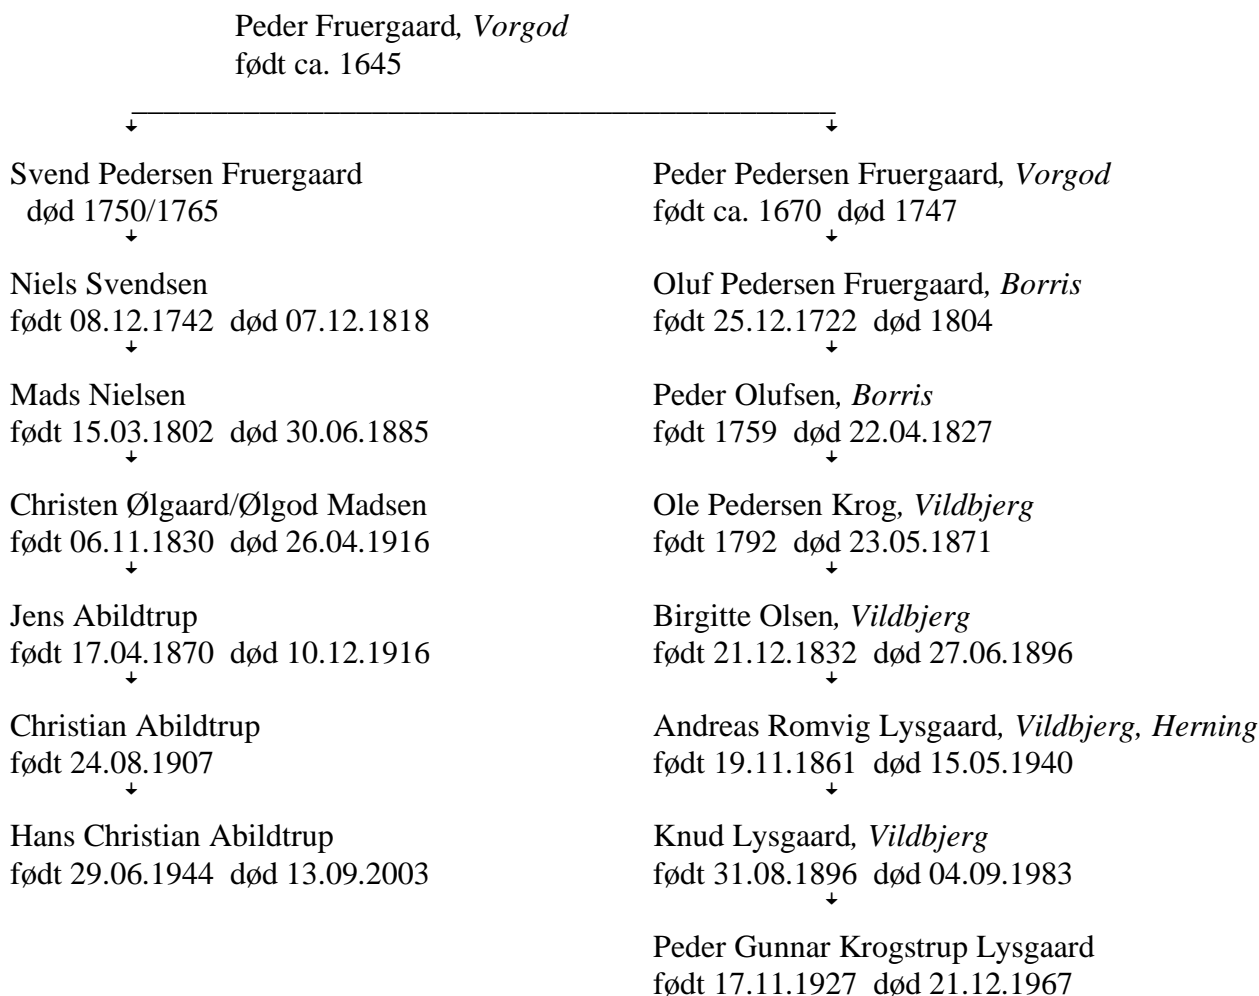 Peder Fruergaard, Vorgod
født ca. 1645
Svend Pedersen Fruergaard
død 1750/1765
Niels Svendsen
født 08.12.1742 død 07.12.1818
Mads Nielsen
født 15.03.1802 død 30.06.1885
Christen Ølgaard/Ølgod Madsen
født 06.11.1830 død 26.04.1916
Jens Abildtrup
født 17.04.1870 død 10.12.1916
Christian Abildtrup
født 24.08.1907
Hans Christian Abildtrup
født 29.06.1944 død 13.09.2003
Peder Pedersen Fruergaard, Vorgod
født ca. 1670 død 1747
Oluf Pedersen Fruergaard, Borris
født 25.12.1722 død 1804
Peder Olufsen, Borris
født 1759 død 22.04.1827
Ole Pedersen Krog, Vildbjerg
født 1792 død 23.05.1871
Birgitte Olsen, Vildbjerg
født 21.12.1832 død 27.06.1896
Andreas Romvig Lysgaard, Vildbjerg, Herning
født 19.11.1861 død 15.05.1940
Knud Lysgaard, Vildbjerg
født 31.08.1896 død 04.09.1983
Peder Gunnar Krogstrup Lysgaard
født 17.11.1927 død 21.12.1967